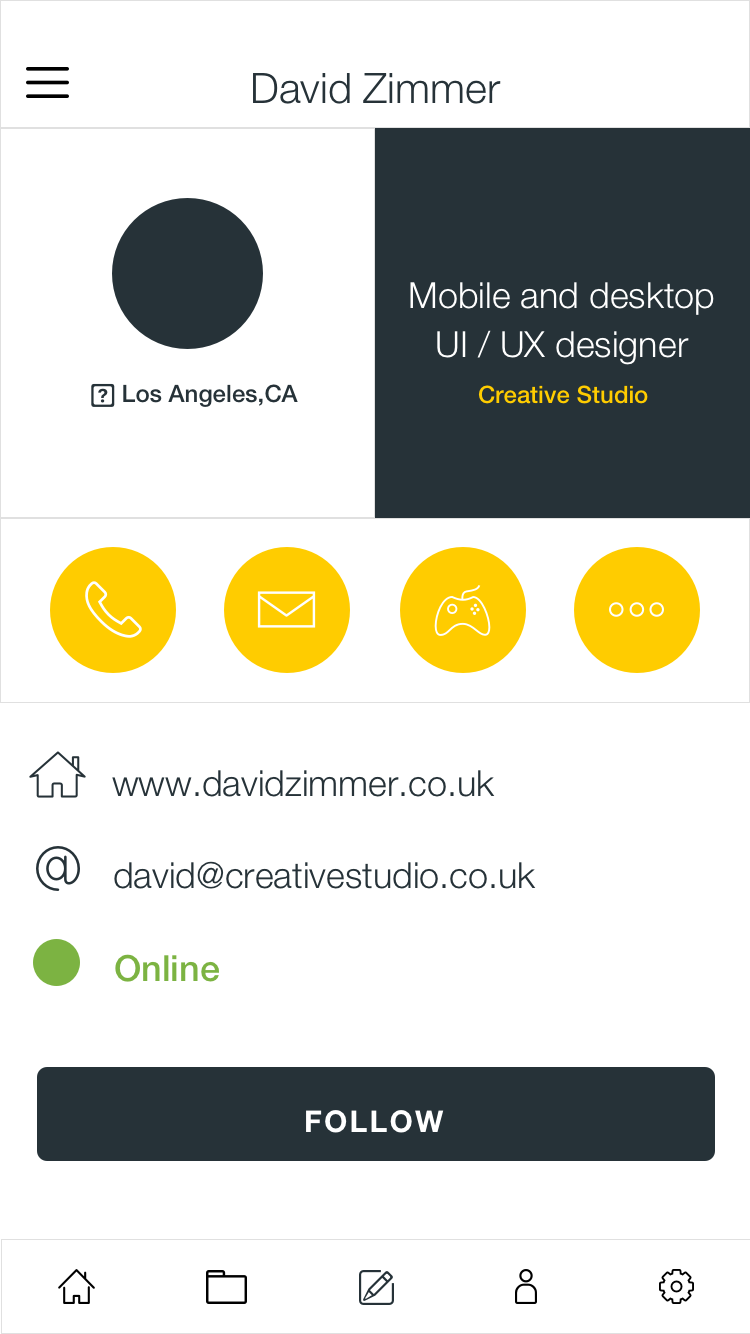 David Zimmer
Los Angeles,CA
Mobile and desktop
UI / UX designer
Creative Studio
www.davidzimmer.co.uk
david@creativestudio.co.uk
Online
FOLLOW